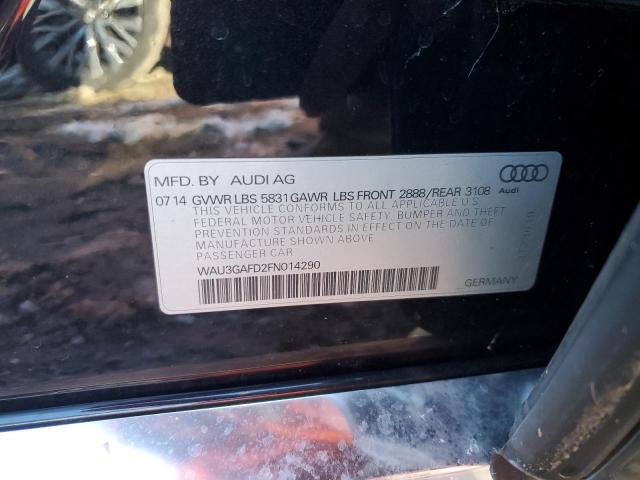 MFD. BY AUDI AG
Audi
07 14 GVWR LBS 5831 GAWR LBS FRONT 2888/REAR 3108
THIS VEHICLE CONFORMS TO ALL APPLICABLE U.S
FEDERAL MOTOR VEHICLE SAFETY, BUMPER AND THEFT
PREVENTION STANDARDS IN EFFECT ON THE DATE OF
MANUFACTURE SHOWN ABOVE.
PASSENGER CAR
WAU3GAFD2FN014290
GERMANY